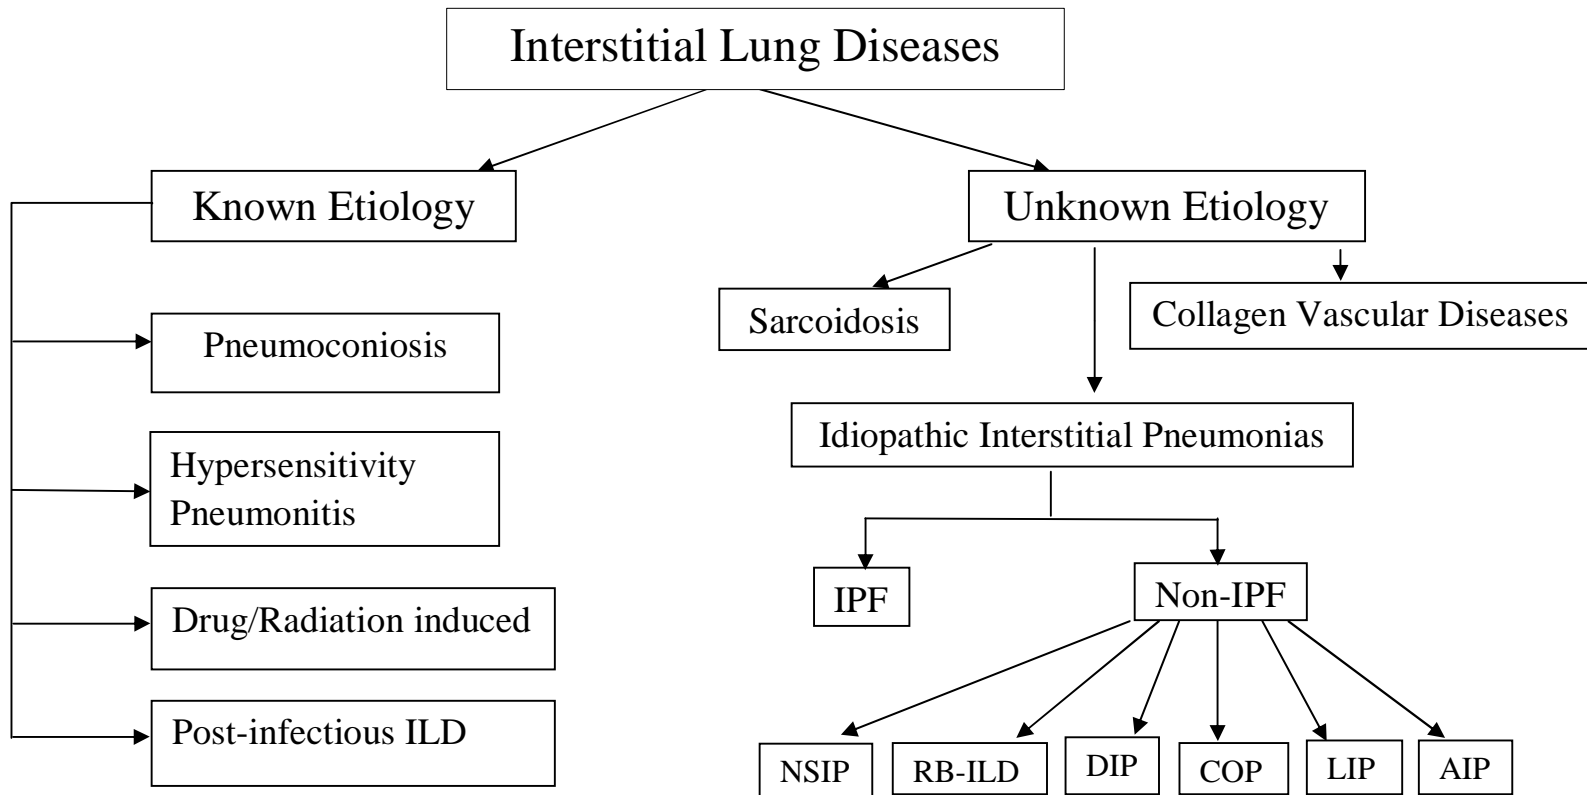 Interstitial Lung Diseases
Known Etiology
Unknown Etiology
Sarcoidosis
Collagen Vascular Diseases
Pneumoconiosis
Idiopathic Interstitial Pneumonias
Hypersensitivity
Pneumonitis
IPF
Non-IPF
Drug/Radiation induced
Post-infectious ILD
NSIP
RB-ILD
DIP
COP
LIP
AIP